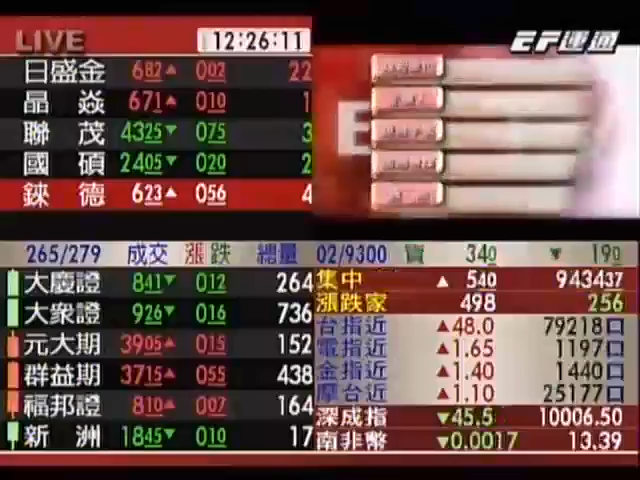 LIVE 12:26:11 EF運通
日盛金 682▲ 002 22
晶焱 671▲ 010 1
聯茂 4325▼ 075 3
國碩 2405▼ 020 2
錸德 623▲ 056 4
265/279 成交 漲跌 總量
大慶證 841▼ 012 264
大衆證 926▼ 016 736
元大期 3905▲ 015 152
群益期 3715▲ 055 438
福邦證 810▲ 007 164
新洲 1845▼ 010 17
02/9300 寶 340 ▼ 190
集中 ▲ 540 943437
漲跌家 498 256
台指近 ▲48.0 79218口
電指近 ▲1.65 1197口
金指近 ▲1.40 1440口
摩台近 ▲1.10 25177口
深成指 ▼45.5 10006.50
南非幣 ▼0.0017 13.39